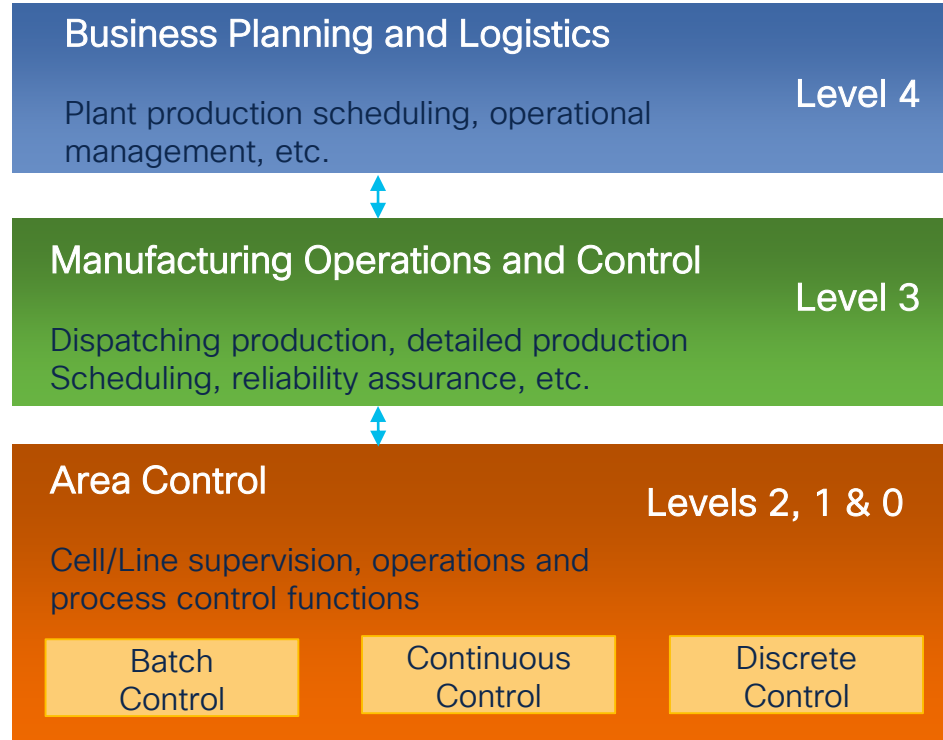 Business Planning and Logistics
Level 4
Plant production scheduling, operational
management, etc.
Manufacturing Operations and Control
Level 3
Dispatching production, detailed production
Scheduling, reliability assurance, etc.
Area Control
Levels 2, 1 & 0
Cell/Line supervision, operations and
process control functions
Batch
Control
Continuous
Control
Discrete
Control